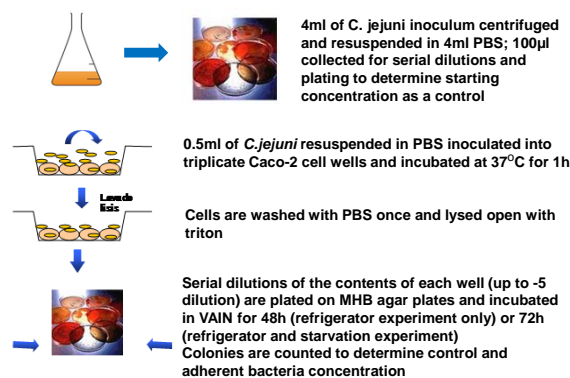 4ml of C. jejuni inoculum centrifuged
and resuspended in 4ml PBS; 100µl
collected for serial dilutions and
plating to determine starting
concentration as a control
0.5ml of C.jejuni resuspended in PBS inoculated into
triplicate Caco-2 cell wells and incubated at 37⁰C for 1h
Lavado
lisis
Cells are washed with PBS once and lysed open with
triton
Serial dilutions of the contents of each well (up to -5
dilution) are plated on MHB agar plates and incubated
in VAIN for 48h (refrigerator experiment only) or 72h
(refrigerator and starvation experiment)
Colonies are counted to determine control and
adherent bacteria concentration